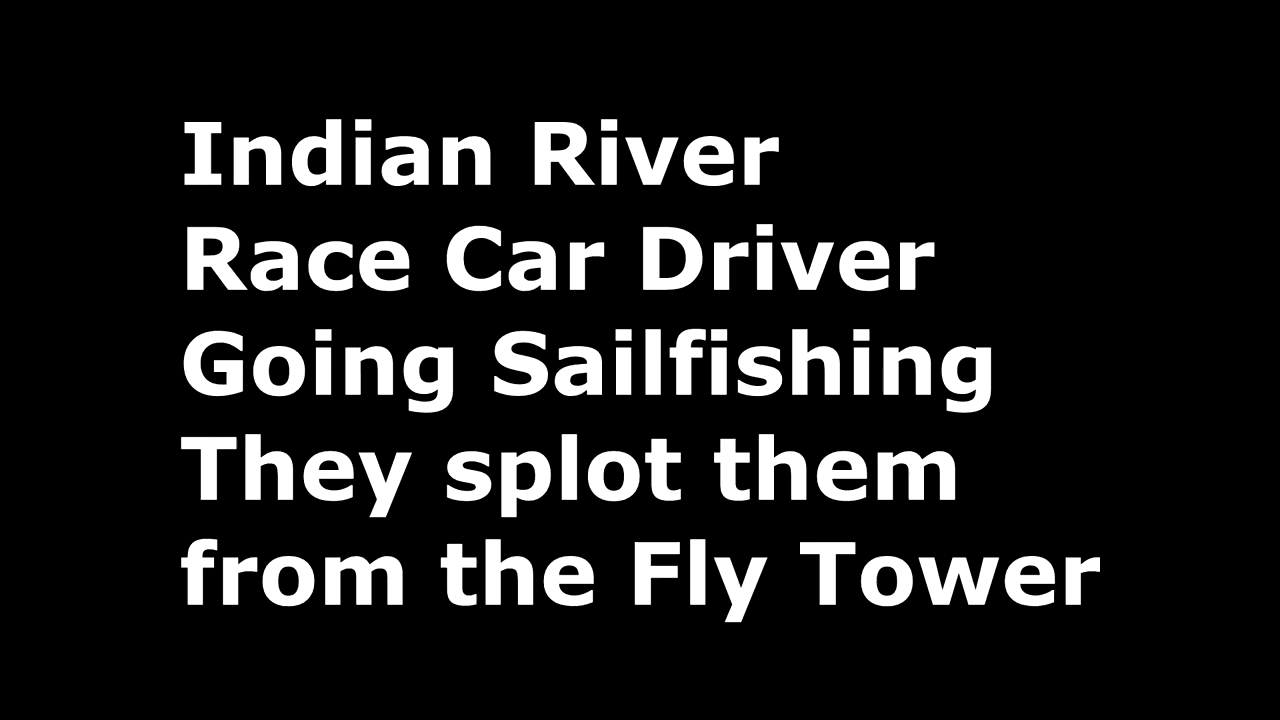 Indian River
Race Car Driver
Going Sailfishing
They splot them
from the Fly Tower